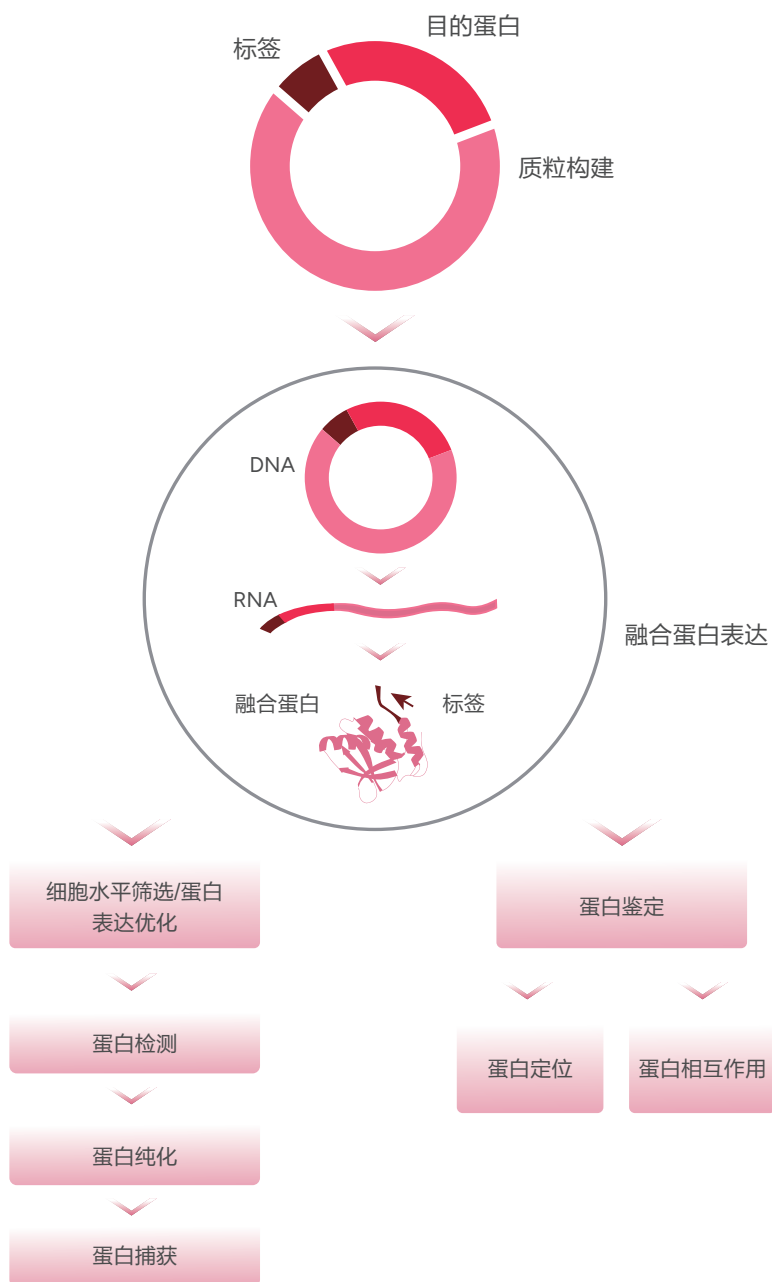 目的蛋白
标签
质粒构建
DNA
RNA
融合蛋白表达
融合蛋白
标签
细胞水平筛选/蛋白
表达优化
蛋白鉴定
蛋白检测
蛋白定位
蛋白相互作用
蛋白纯化
蛋白捕获